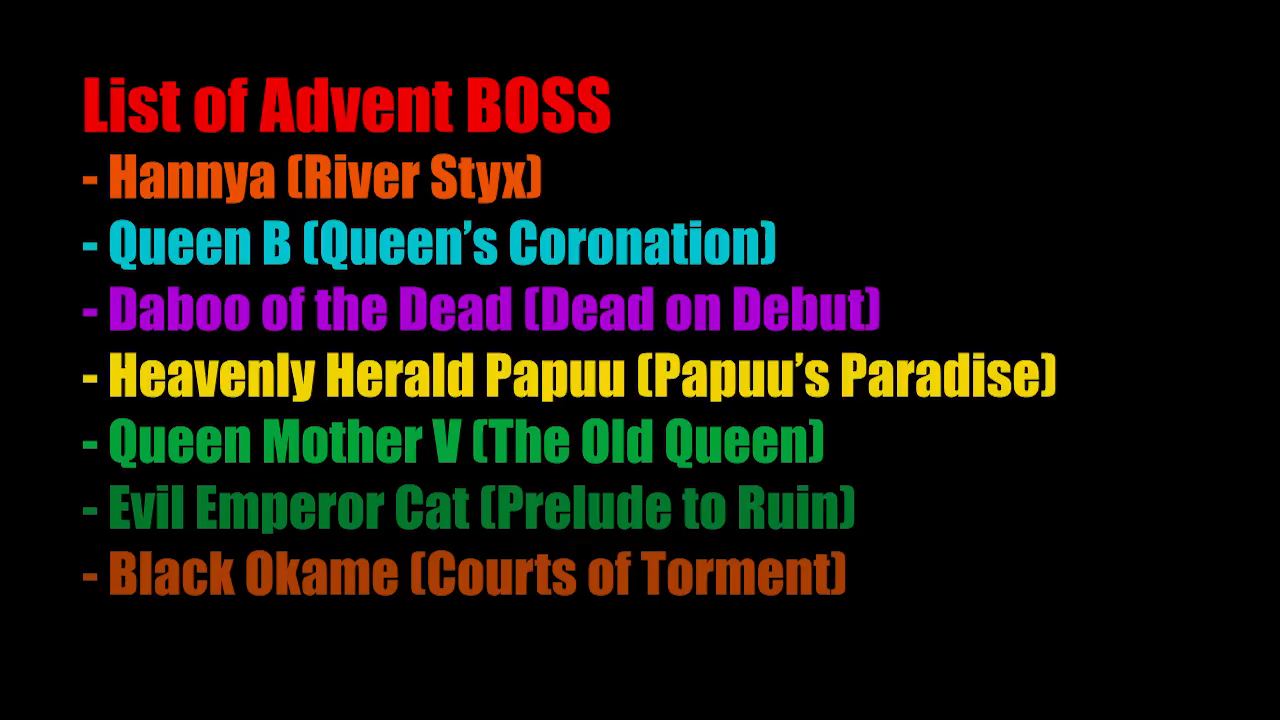 List of Advent BOSS
- Hannya (River Styx)
- Queen B (Queen’s Coronation)
- Daboo of the Dead (Dead on Debut)
- Heavenly Herald Papuu (Papuu’s Paradise)
- Queen Mother V (The Old Queen)
- Evil Emperor Cat (Prelude to Ruin)
- Black Okame (Courts of Torment)